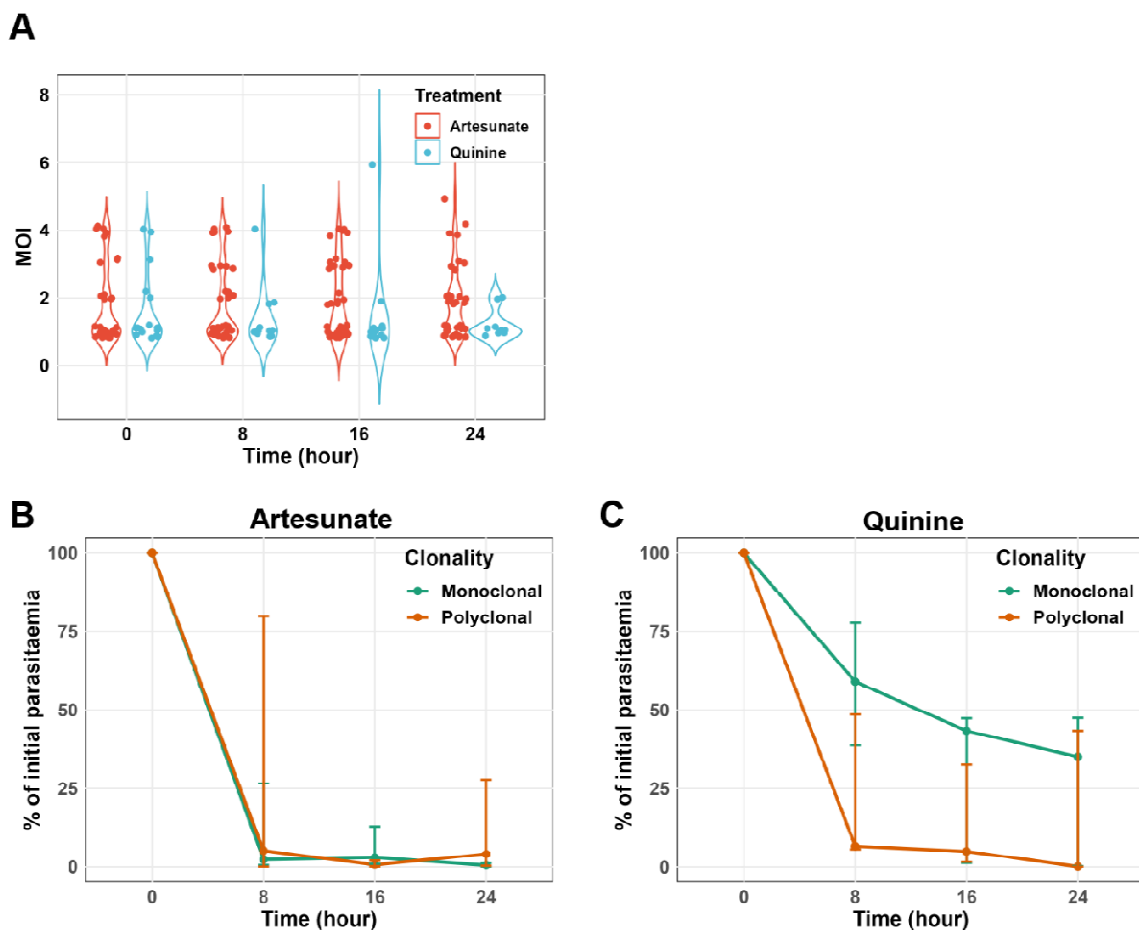 A
8
6
4
2
0
MOI
Treatment
Artesunate
Quinine
0 8 16 24
Time (hour)
B
Artesunate
100
75
50
25
0
% of initial parasitaemia
Clonality
Monoclonal
Polyclonal
0 8 16 24
Time (hour)
C
Quinine
100
75
50
25
0
% of initial parasitaemia
Clonality
Monoclonal
Polyclonal
0 8 16 24
Time (hour)